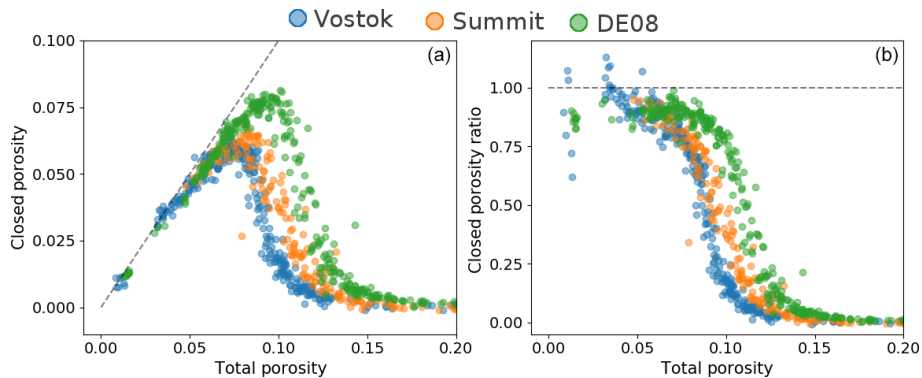 Vostok Summit DE08
(a)
0.100
0.075
0.050
0.025
0.000
Closed porosity
0.00 0.05 0.10 0.15 0.20
Total porosity
(b)
1.00
0.75
0.50
0.25
0.00
Closed porosity ratio
0.00 0.05 0.10 0.15 0.20
Total porosity